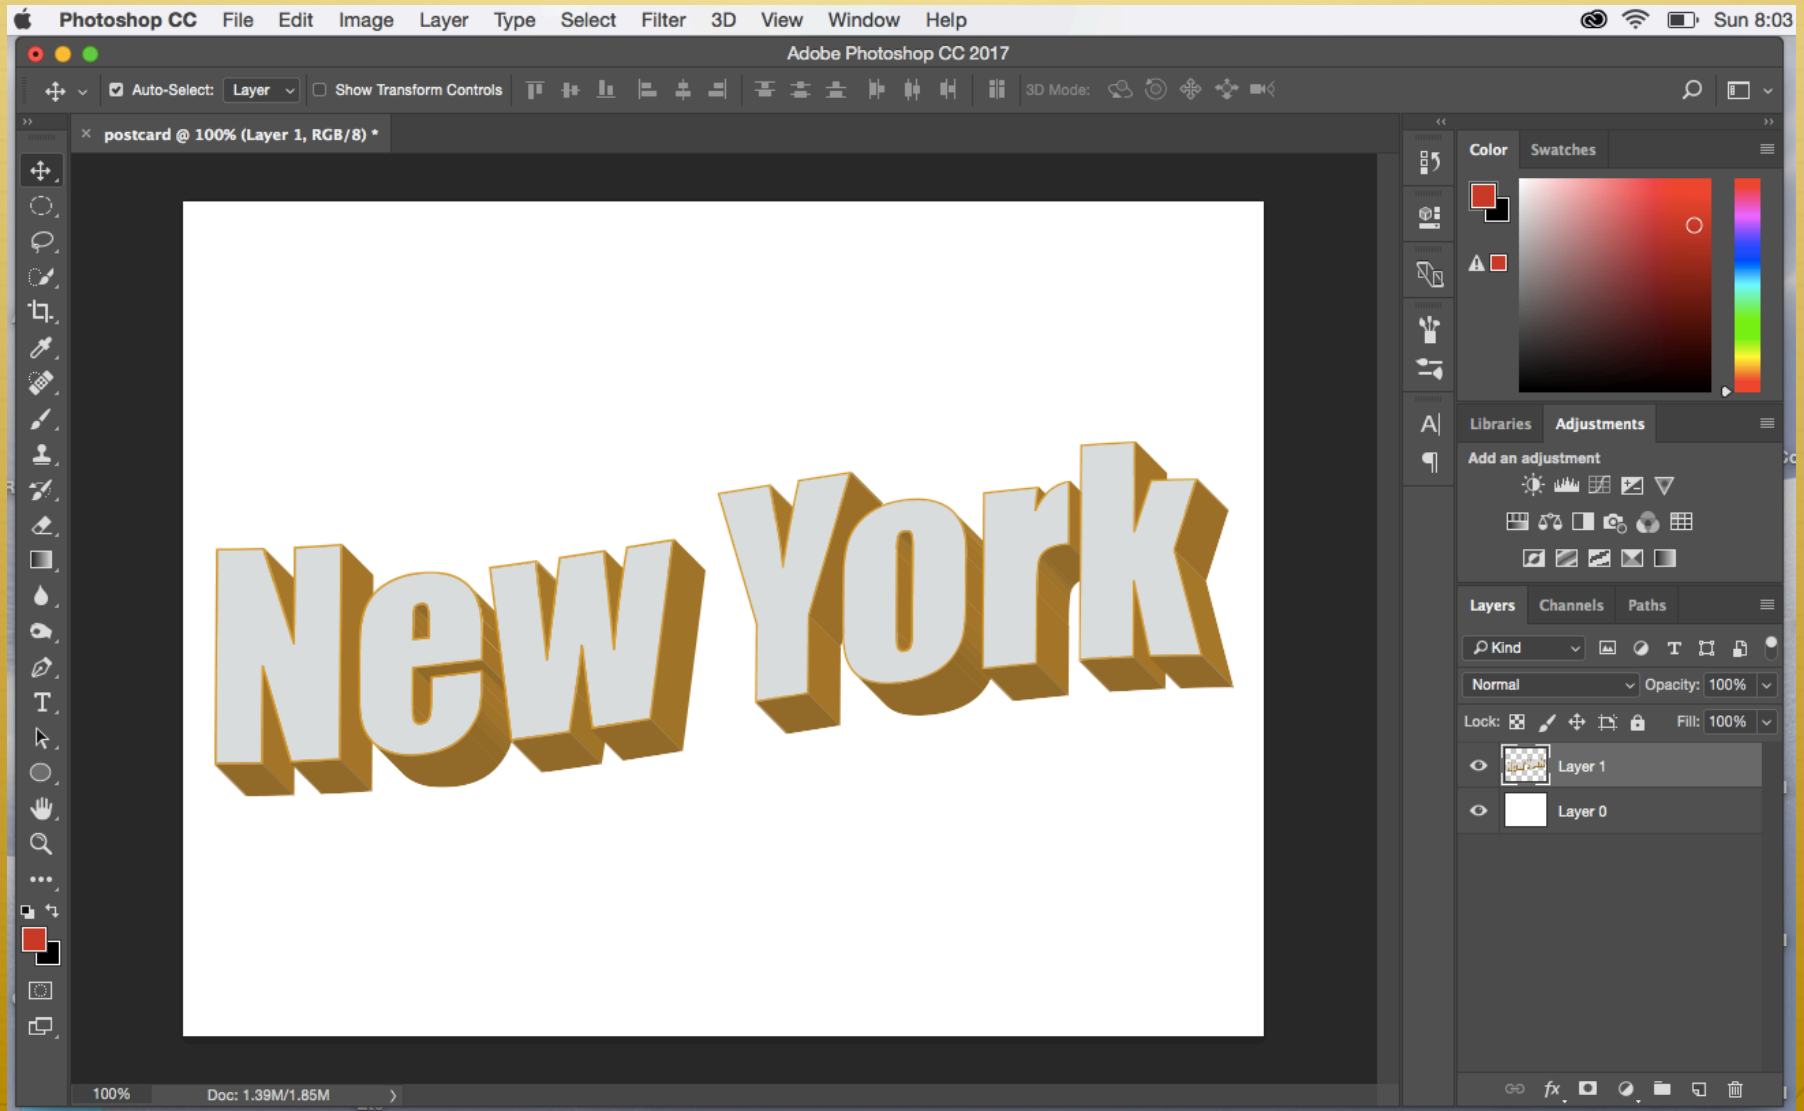 Photoshop CC File Edit Image Layer Type Select Filter 3D View Window Help Sun 8:03
Adobe Photoshop CC 2017
Auto-Select: Layer Show Transform Controls 3D Mode:
postcard @ 100% (Layer 1, RGB/8) *
Color Swatches
New York
Libraries Adjustments
Add an adjustment
Layers Channels Paths
Kind
Normal Opacity: 100%
Lock: Fill: 100%
Layer 1
Layer 0
fx
100% Doc: 1.39M/1.85M